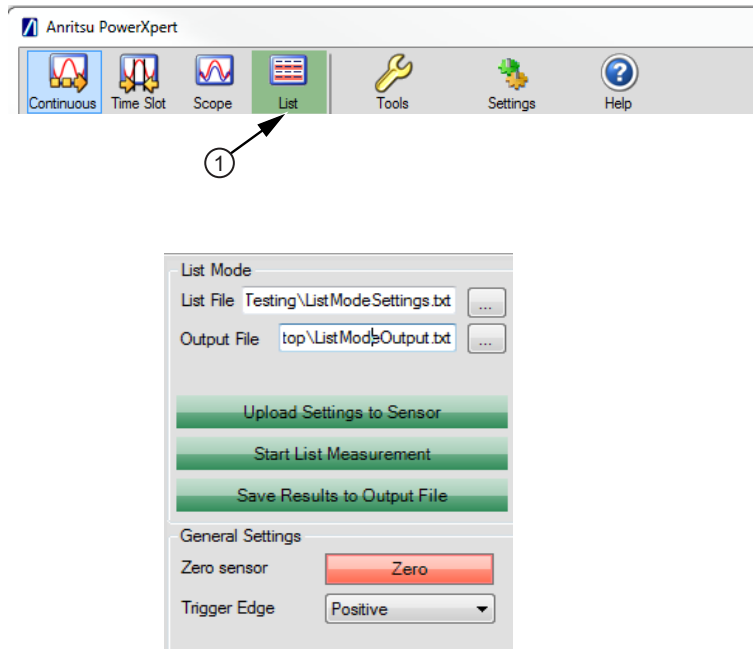 Anritsu PowerXpert
Continuous Time Slot Scope List Tools Settings Help
1
List Mode
List File Testing\ListModeSettings.txt ...
Output File top\ListModeOutput.txt ...
Upload Settings to Sensor
Start List Measurement
Save Results to Output File
General Settings
Zero sensor Zero
Trigger Edge Positive